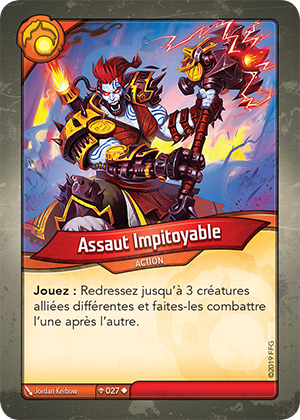 Assaut Impitoyable
ACTION
Jouez : Redressez jusqu'à 3 créatures
alliées différentes et faites-les combattre
l'une après l'autre.
©2019 FFG
Jordan Kerbow
027